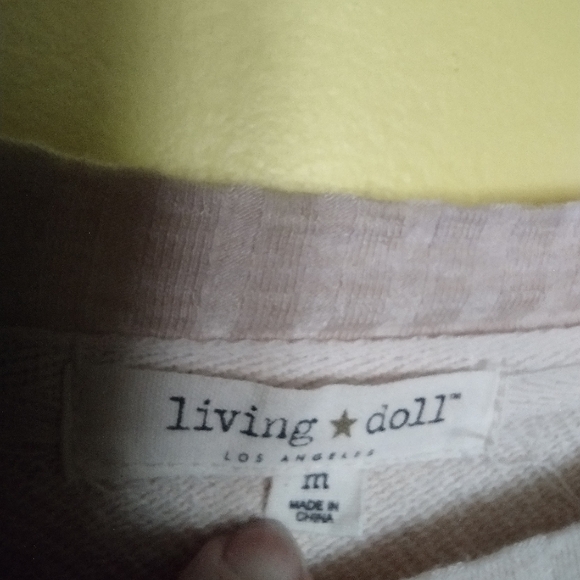 living ★ doll™
LOS ANGELES
m
MADE IN
CHINA